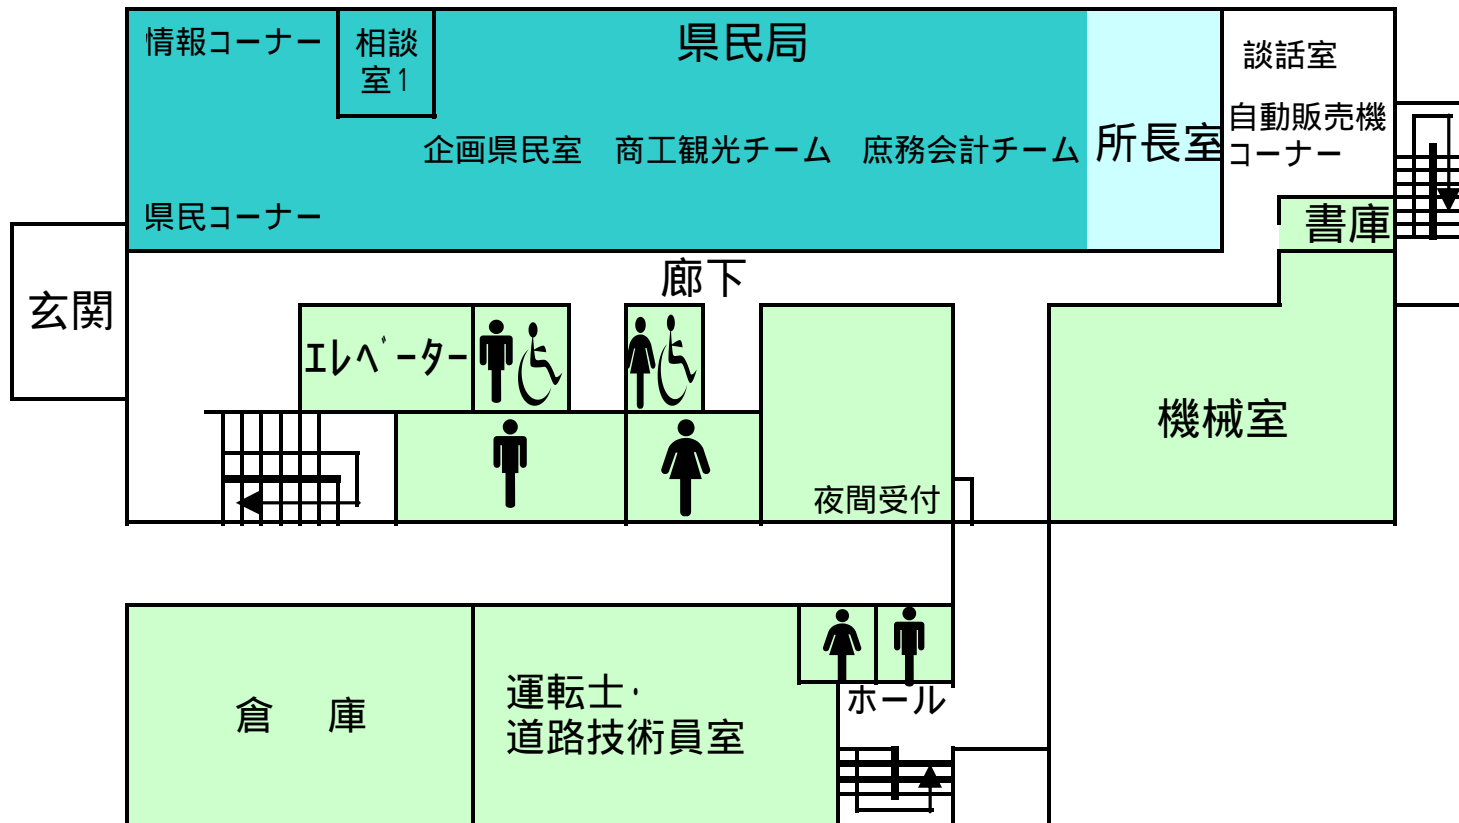 情報コーナー
相談
室1
県民局
談話室
自動販売機
コーナー
企画県民室
商工観光チーム
庶務会計チーム
所長室
県民コーナー
書庫
廊下
玄関
エレベーター
機械室
夜間受付
倉　庫
運転士・
道路技術員室
ホール